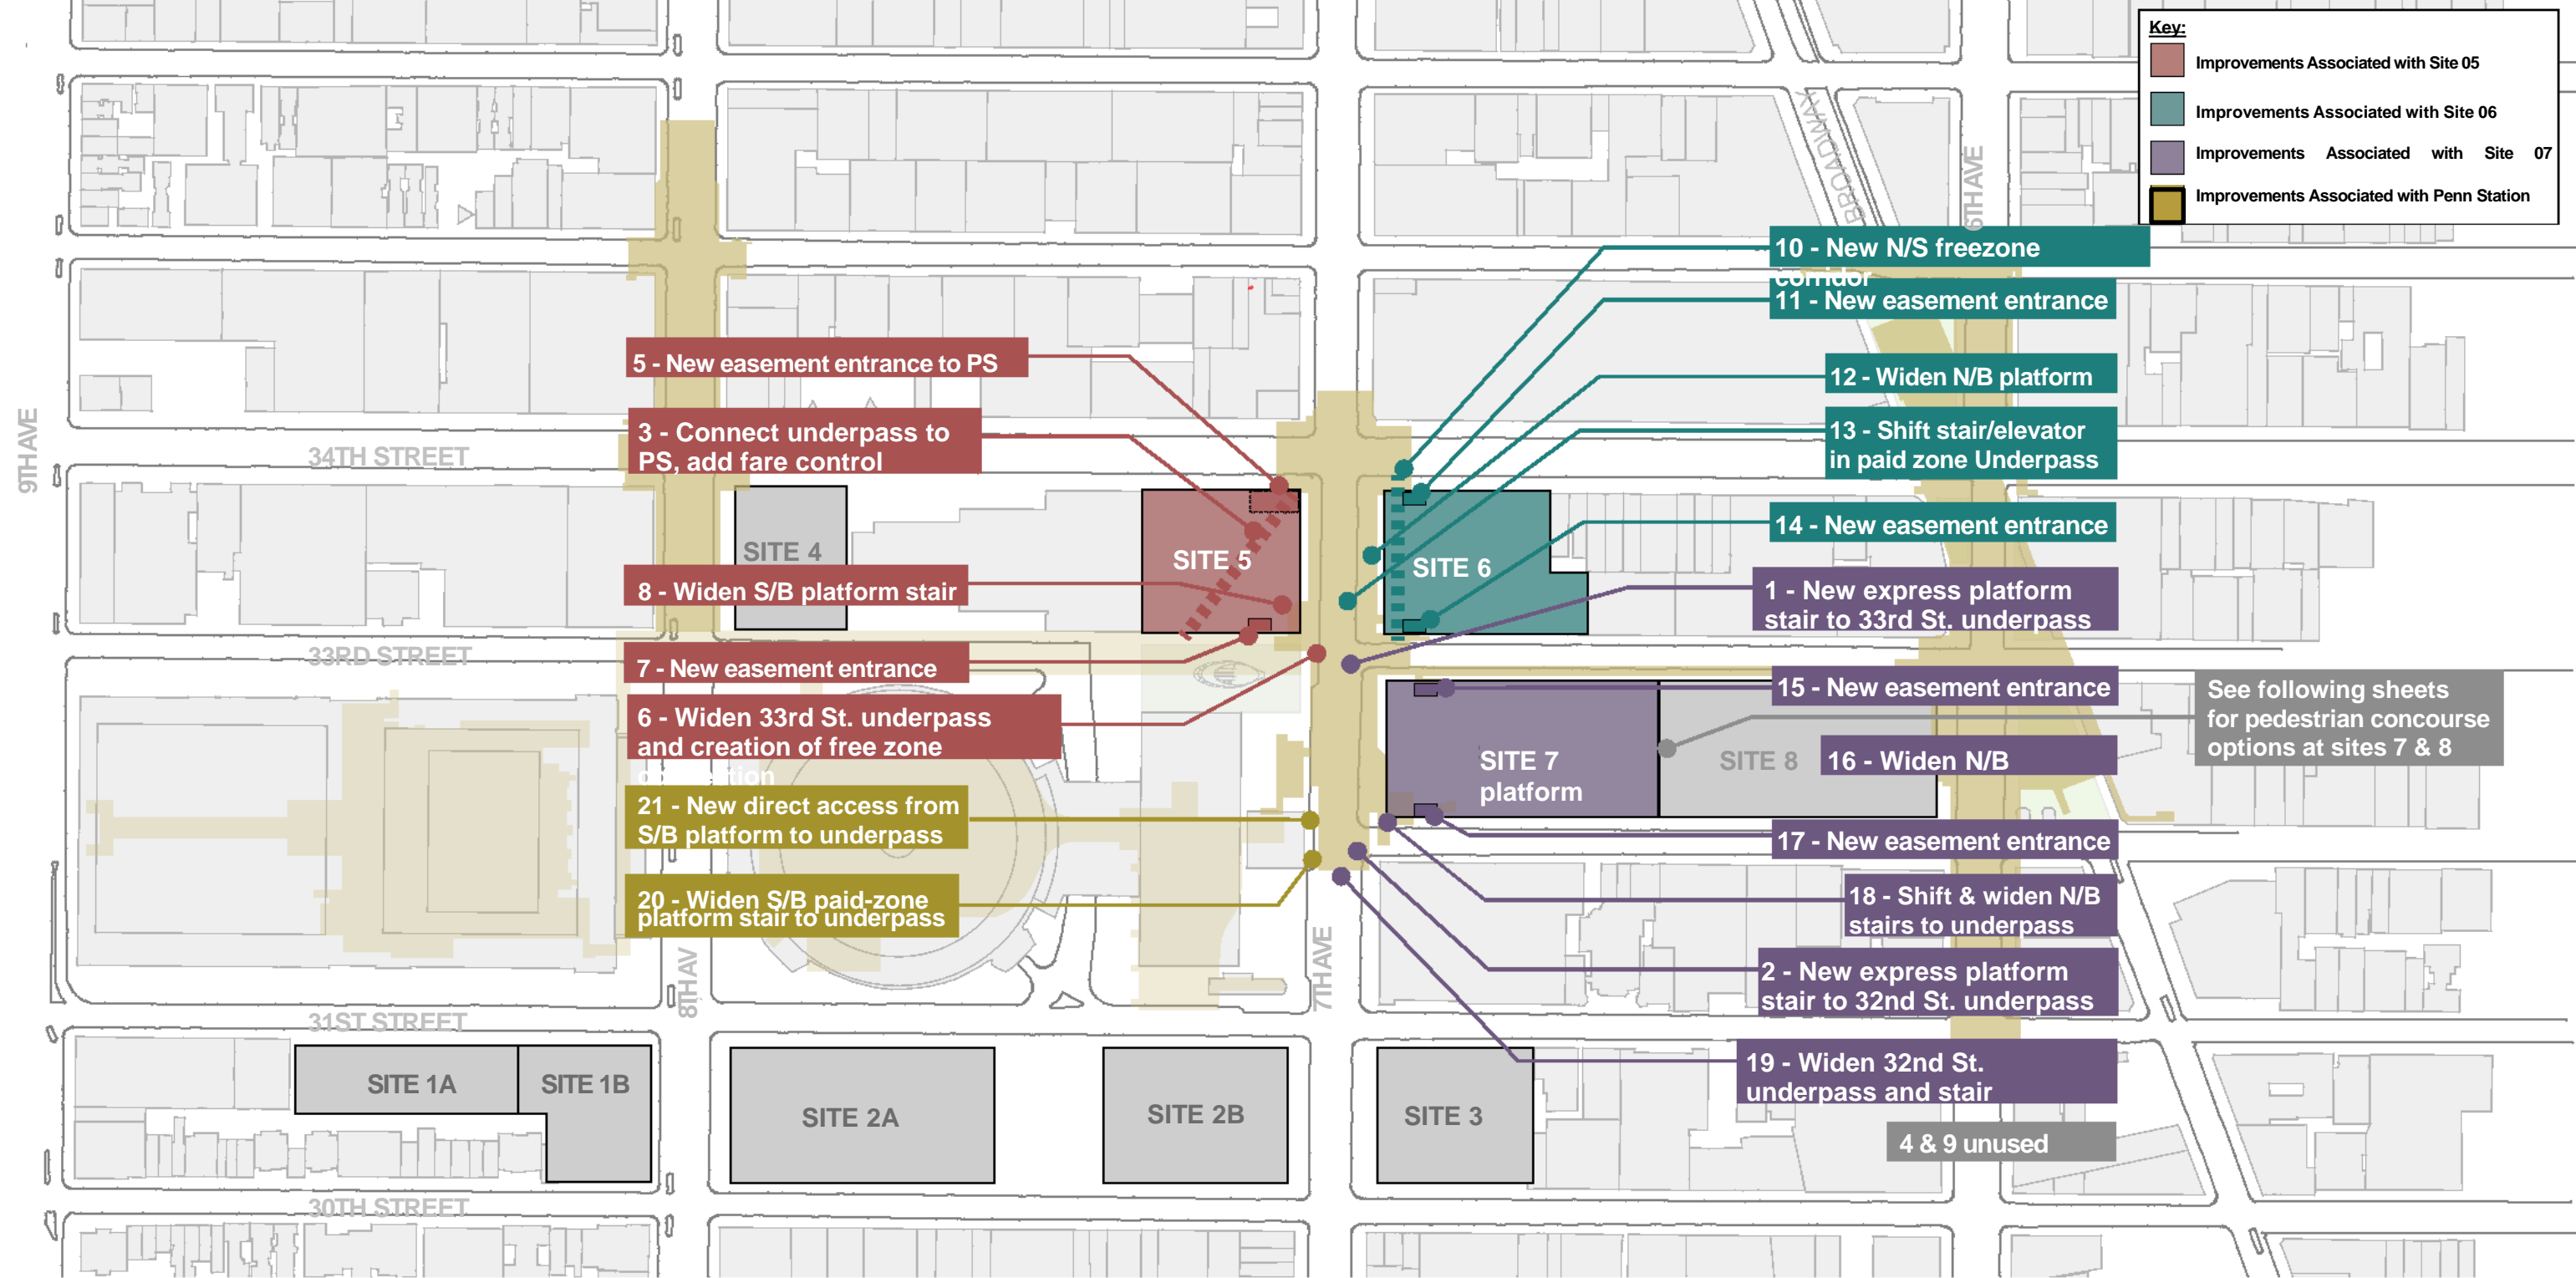 Key:
Improvements Associated with Site 05
Improvements Associated with Site 06
Improvements Associated with Site 07
Improvements Associated with Penn Station
BROADWAY
6TH AVE
10 - New N/S freezone
corridor
11 - New easement entrance
12 - Widen N/B platform
13 - Shift stair/elevator
in paid zone Underpass
14 - New easement entrance
1 - New express platform
stair to 33rd St. underpass
15 - New easement entrance
See following sheets
for pedestrian concourse
options at sites 7 & 8
16 - Widen N/B
17 - New easement entrance
18 - Shift & widen N/B
stairs to underpass
2 - New express platform
stair to 32nd St. underpass
19 - Widen 32nd St.
underpass and stair
4 & 9 unused
5 - New easement entrance to PS
3 - Connect underpass to
PS, add fare control
8 - Widen S/B platform stair
7 - New easement entrance
6 - Widen 33rd St. underpass
and creation of free zone
connection
21 - New direct access from
S/B platform to underpass
20 - Widen S/B paid-zone
platform stair to underpass
9TH AVE
34TH STREET
33RD STREET
31ST STREET
30TH STREET
8TH AV
7TH AVE
SITE 4
SITE 5
SITE 6
SITE 7
platform
SITE 8
SITE 1A
SITE 1B
SITE 2A
SITE 2B
SITE 3